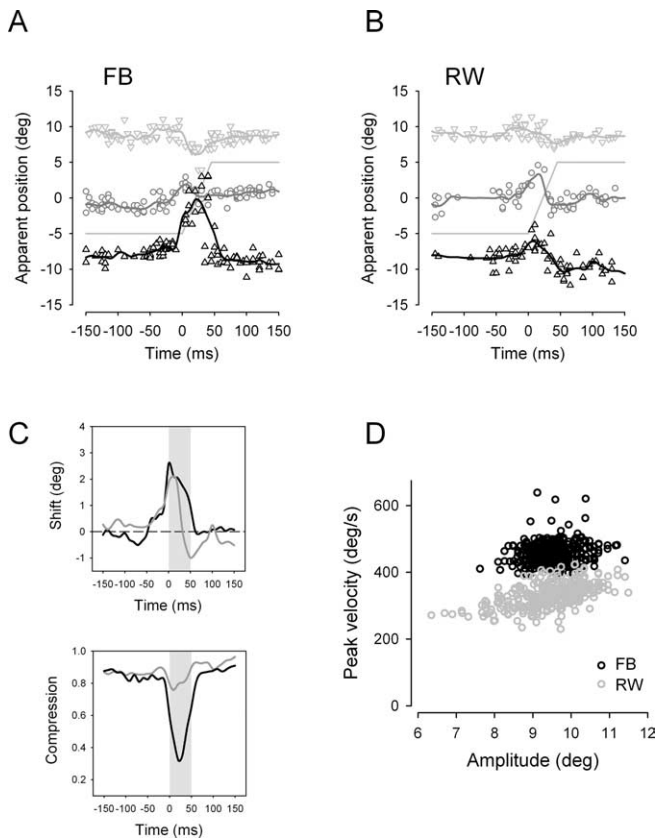 A
FB
15
10
5
0
-5
-10
-15
Apparent position (deg)
-150 -100 -50 0 50 100 150
Time (ms)
B
RW
15
10
5
0
-5
-10
-15
Apparent position (deg)
-150 -100 -50 0 50 100 150
Time (ms)
C
4
3
2
1
0
-1
Shift (deg)
-150 -100 -50 0 50 100 150
Time (ms)
1.0
0.8
0.6
0.4
0.2
Compression
-150 -100 -50 0 50 100 150
Time (ms)
D
600
400
200
0
Peak velocity (deg/s)
FB
RW
6 7 8 9 10 11 12
Amplitude (deg)